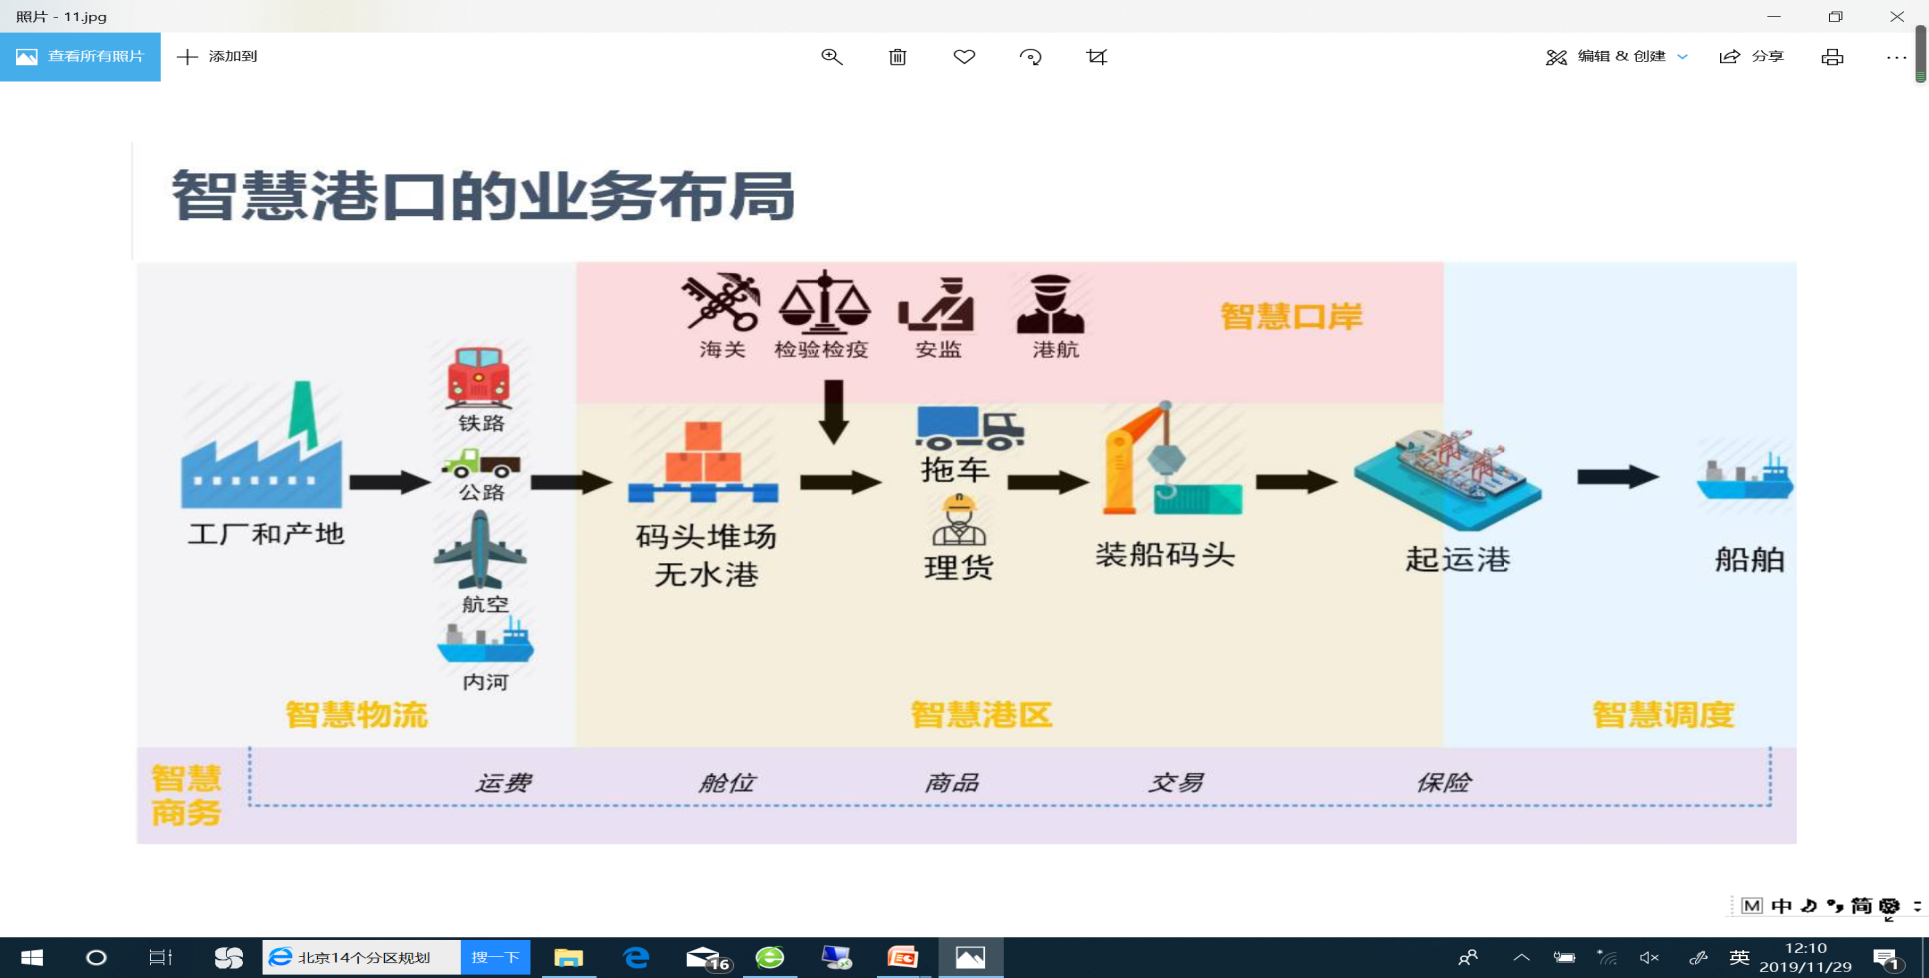 照片 - 11.jpg
查看所有照片
添加到
编辑 & 创建
分享
智慧港口的业务布局
海关
检验检疫
安监
港航
智慧口岸
铁路
公路
航空
内河
工厂和产地
码头堆场
无水港
拖车
理货
装船码头
起运港
船舶
智慧物流
智慧港区
智慧调度
智慧
商务
运费
舱位
商品
交易
保险
M 中 简
北京14个分区规划
搜一下
16
英
12:10
2019/11/29
1